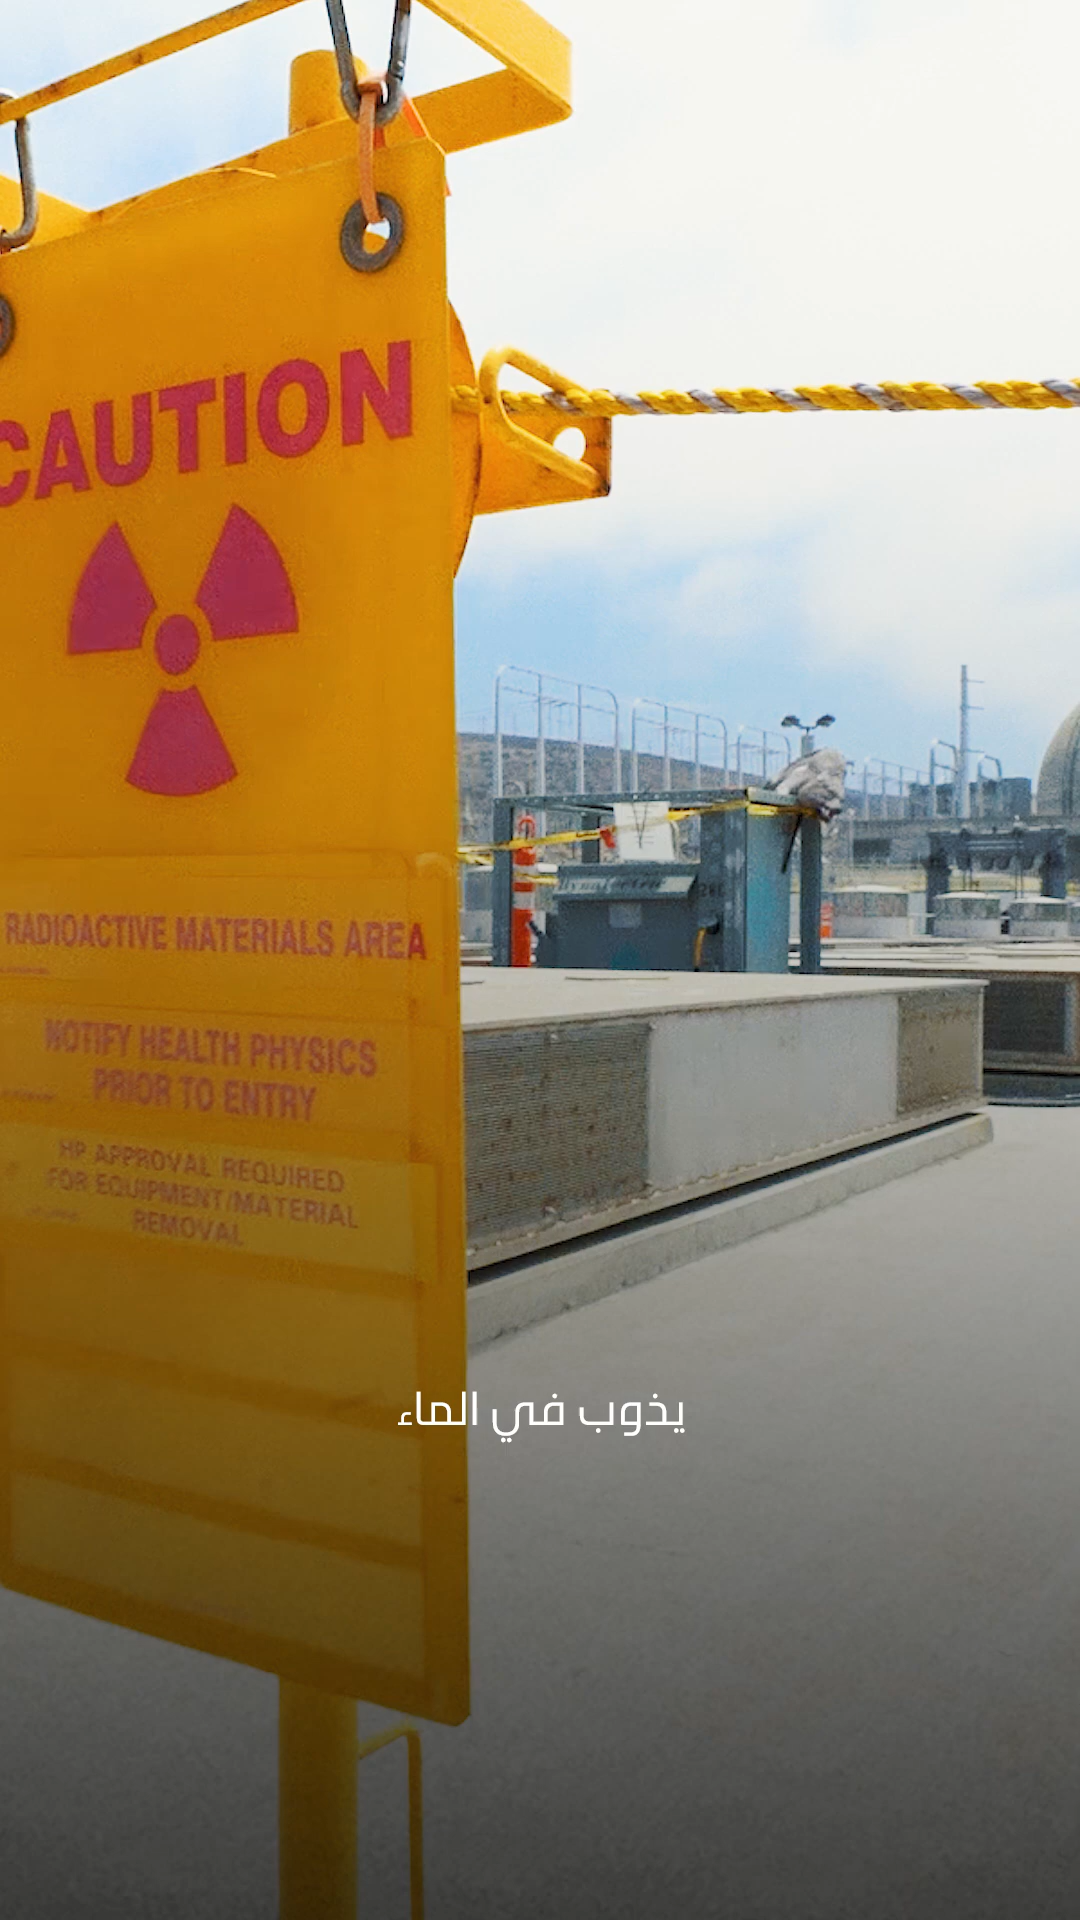 CAUTION
RADIOACTIVE MATERIALS AREA
NOTIFY HEALTH PHYSICS
PRIOR TO ENTRY
HP APPROVAL REQUIRED
FOR EQUIPMENT/MATERIAL
REMOVAL
يذوب في الماء